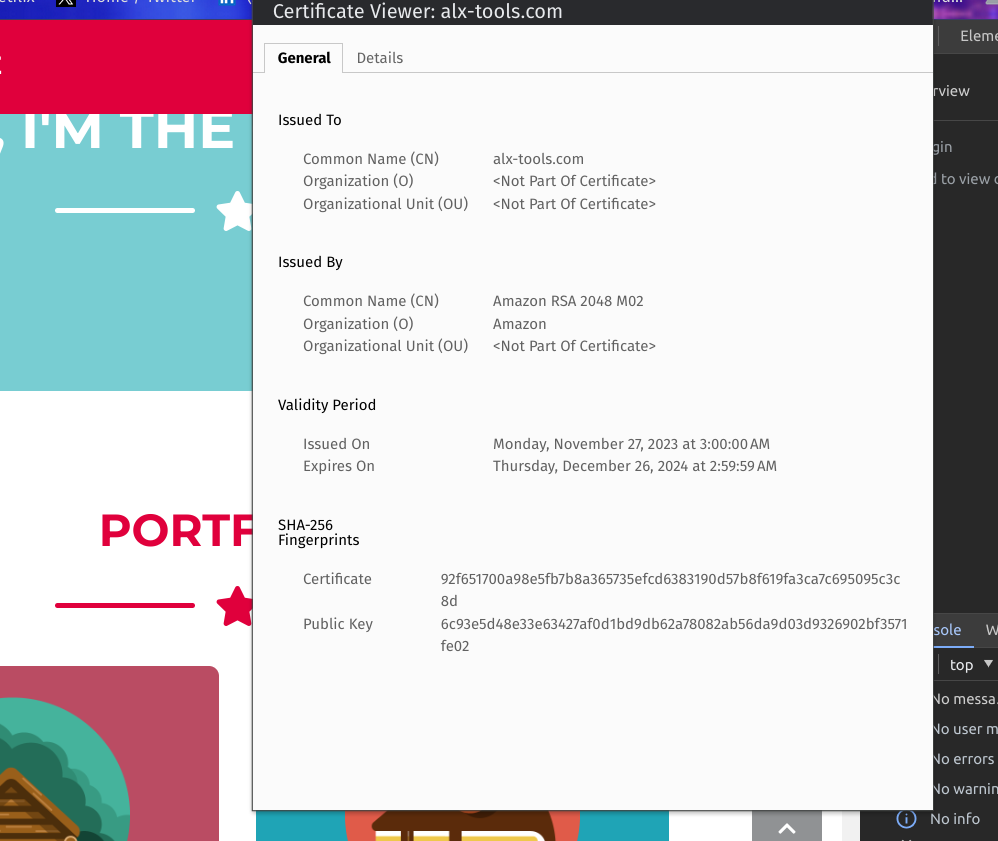 Home / Twitter
Certificate Viewer: alx-tools.com
General Details
Issued To
Common Name (CN) alx-tools.com
Organization (O) <Not Part Of Certificate>
Organizational Unit (OU) <Not Part Of Certificate>
Issued By
Common Name (CN) Amazon RSA 2048 M02
Organization (O) Amazon
Organizational Unit (OU) <Not Part Of Certificate>
Validity Period
Issued On Monday, November 27, 2023 at 3:00:00 AM
Expires On Thursday, December 26, 2024 at 2:59:59 AM
SHA-256
Fingerprints
Certificate 92f651700a98e5fb7b8a365735efcd6383190d57b8f619fa3ca7c695095c3c
8d
Public Key 6c93e5d48e33e63427af0d1bd9db62a78082ab56da9d03d9326902bf3571
fe02
, I'M THE
PORTF
Eleme
rview
gin
d to view
sole W
top
No messa
No user m
No errors
No warnin
No info